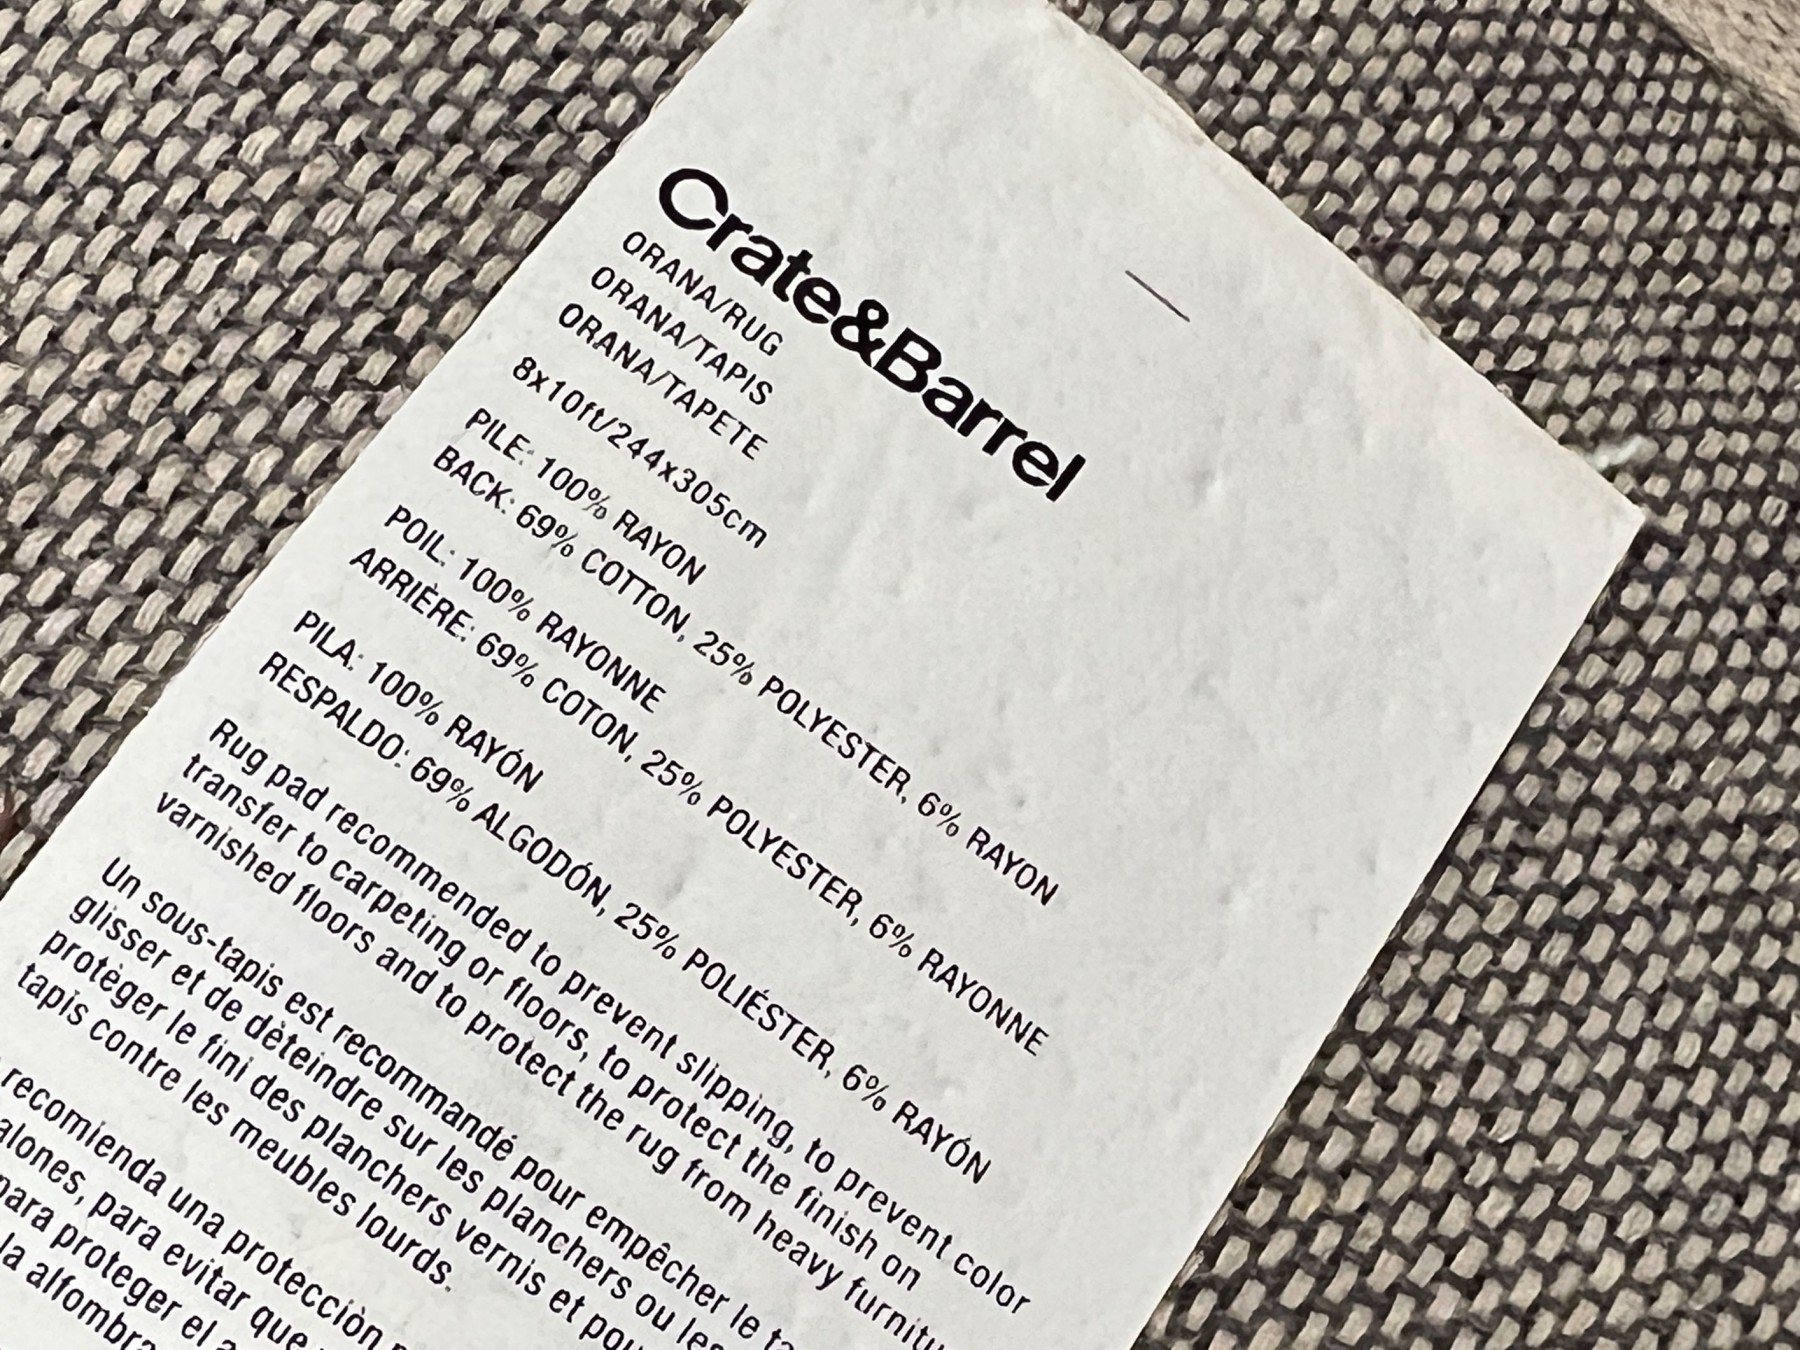 Crate&Barrel
ORANA/RUG
ORANA/TAPIS
ORANA/TAPETE
8x10ft/244x305cm
PILE: 100% RAYON
BACK: 69% COTTON, 25% POLYESTER, 6% RAYON
POIL: 100% RAYONNE
ARRIÈRE: 69% COTON, 25% POLYESTER, 6% RAYONNE
PILA: 100% RAYÓN
RESPALDO: 69% ALGODÓN, 25% POLIÉSTER, 6% RAYÓN
Rug pad recommended to prevent slipping, to prevent color
transfer to carpeting or floors, to protect the finish on
varnished floors and to protect the rug from heavy
Un sous-tapis est recommandé pour empêcher le
glisser et de dèteindre sur les planchers ou les
protèger le fini des planchers vernis et
tapis contre les meubles lourds.
recomienda una protecciòn
para evitar que
para proteger el
la alfombra